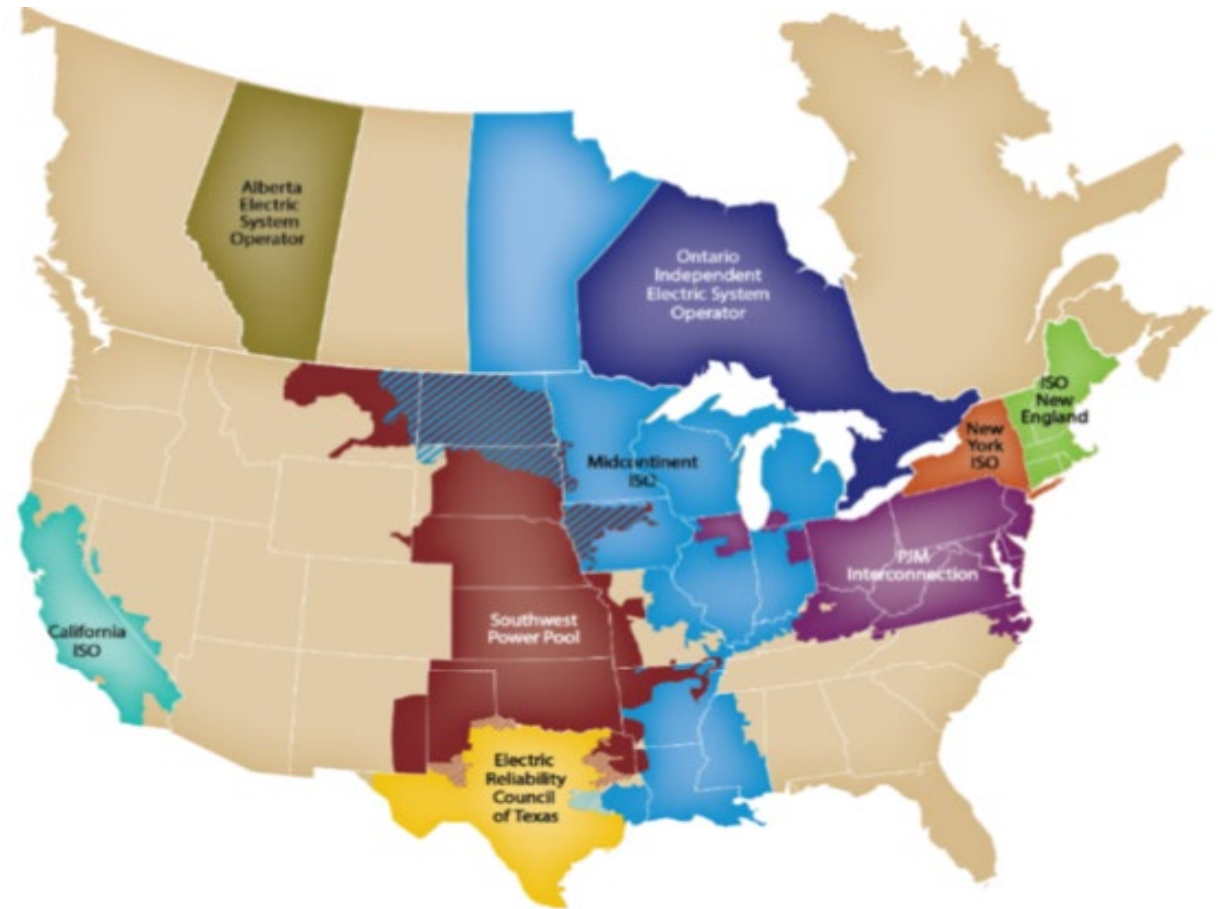 Alberta
Electric
System
Operator
Ontario
Independent
Electric System
Operator
ISO
New
England
New
York
ISO
Midcontinent
ISO
PJM
Interconnection
California
ISO
Southwest
Power Pool
Electric
Reliability
Council
of Texas